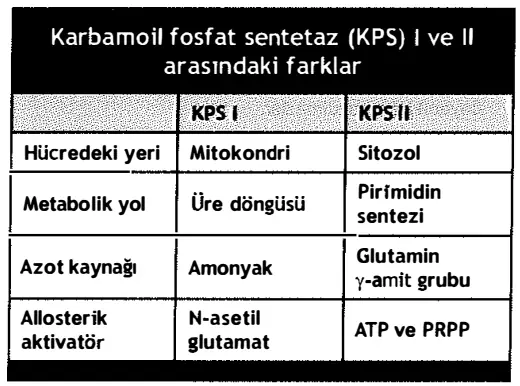 Karbamoil fosfat sentetaz (KPS) I ve II
arasındaki farklar
KPS I KPS II
Hücredeki yeri Mitokondri Sitozol
Metabolik yol Üre döngüsü Pirimidin
sentezi
Azot kaynağı Amonyak Glutamin
γ-amit grubu
Allosterik
aktivatör N-asetil
glutamat ATP ve PRPP